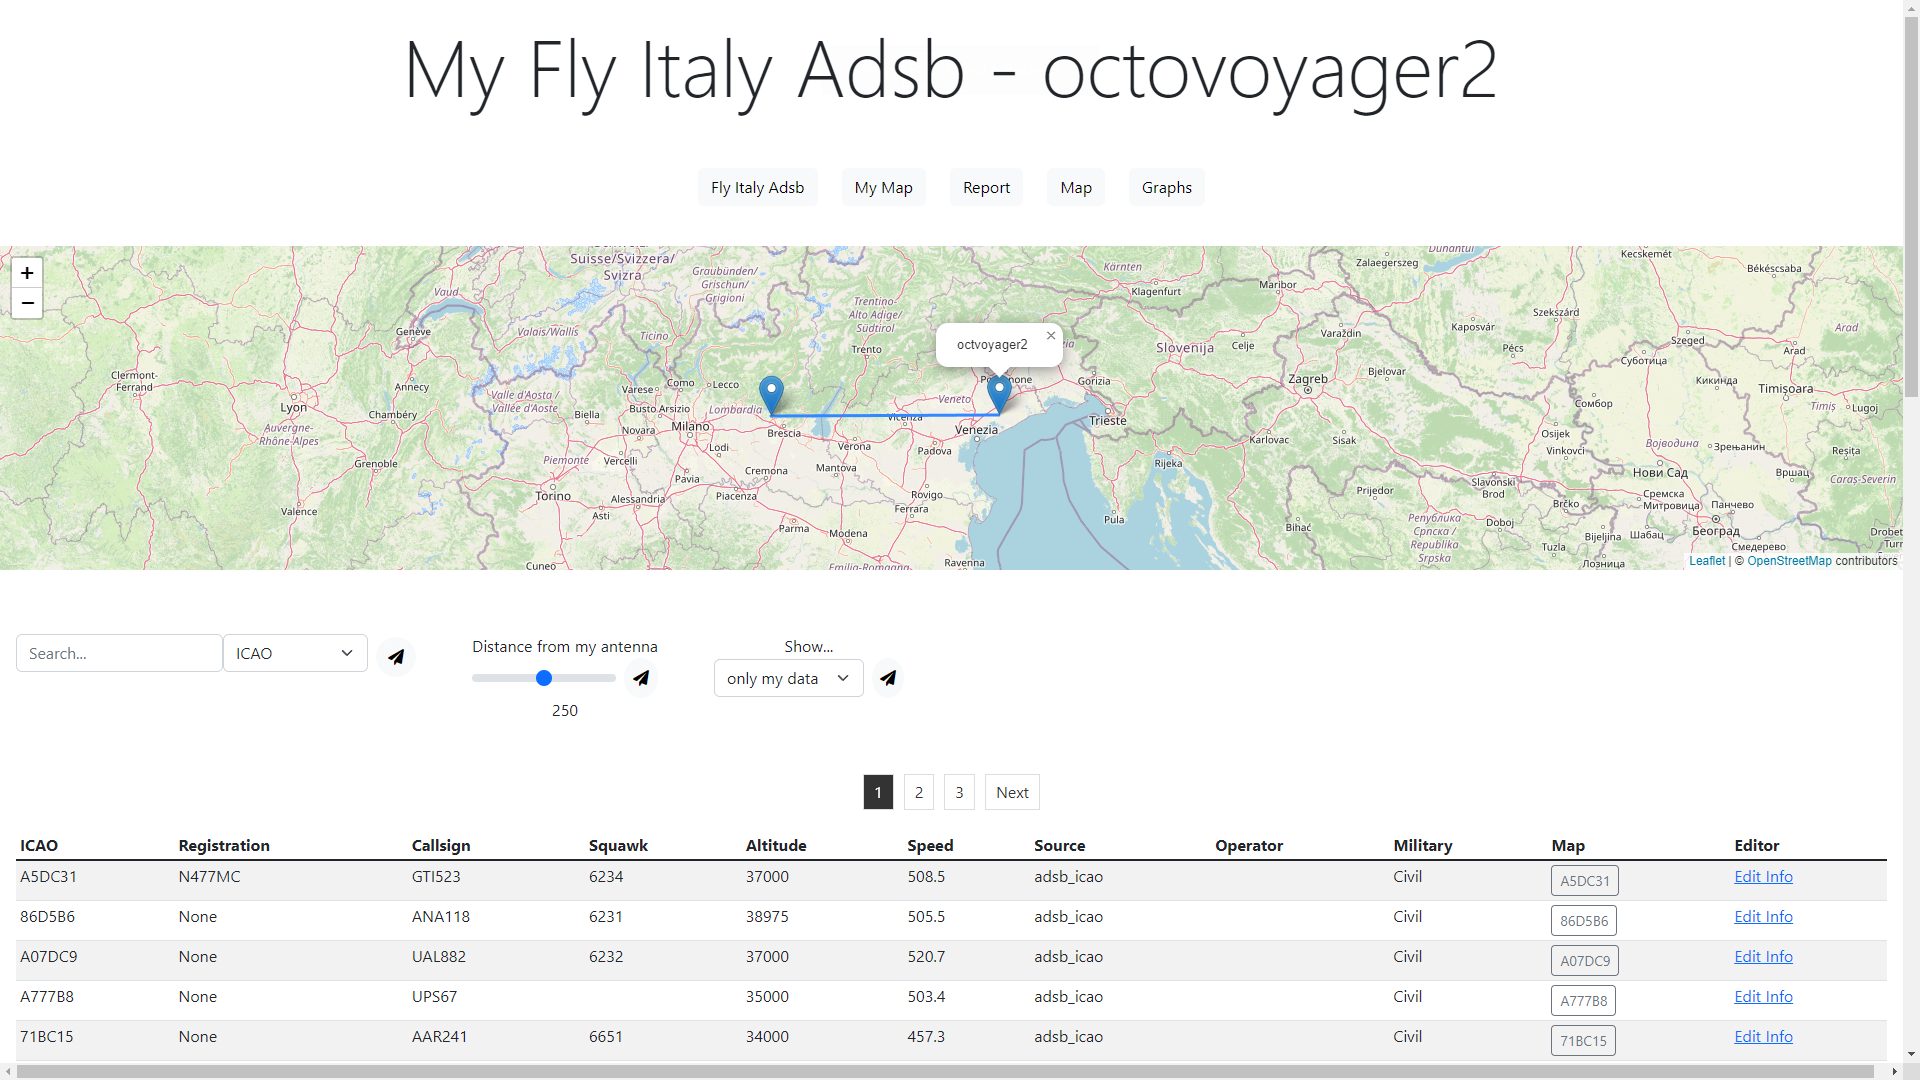 My Fly Italy Adsb - octovoyager2
Fly Italy Adsb My Map Report Map Graphs
+
−
Suisse/Svizzera/
Svizra
Graubünden/
Grischun/
Grigioni
Vaud
Genève
Valais/Wallis
Ticino
Trentino-
Alto Adige/
Südtirol
Trento
Kärnten
Klagenfurt
Maribor
Zalaegerszeg
Dunántúl
Kecskemét
Békéscsaba
Szekszárd
Kaposvár
Szeged
Arad
Arad
Varaždin
Pécs
Суботица
octvoyager2
×
Slovenija
Celje
Gorizia
Zagreb
Bjelovar
Кикинда
Timișoara
Сомбор
Timiș
Lugoj
Clermont-
Ferrand
Lyon
Annecy
Chambéry
Valle d'Aosta /
Vallée d'Aoste
Biella
Varese
Como
Lecco
Busto Arsizio
Lombardia
Milano
Novara
Brescia
Vicenza
Veneto
Venezia
Trieste
Auvergne-
Rhône-Alpes
Grenoble
Piemonte
Vercelli
Lodi
Verona
Padova
Karlovac
Sisak
Osijek
Vinkovci
Војводина
Зрењанин
Reșița
Cremona
Mantova
Pavia
Piacenza
Torino
Alessandria
Asti
Rovigo
Ferrara
Rijeka
Pula
Prijedor
Slavonski
Brod
Нови Сад
Вршац
Caraș-Severin
Сремска
Митровица
Панчево
Brčko
Valence
Parma
Modena
Bihać
Република
Српска /
Republika
Srpska
Doboj
Bijeljina
Шабац
Београд
Смедерево
Tuzla
Лозница
Cuneo
Emilia-Romagna
Ravenna
Leaflet | © OpenStreetMap contributors
Search... ICAO
Distance from my antenna
250
Show...
only my data
1 2 3 Next
ICAO Registration Callsign Squawk Altitude Speed Source Operator Military Map Editor
A5DC31 N477MC GTI523 6234 37000 508.5 adsb_icao Civil A5DC31 Edit Info
86D5B6 None ANA118 6231 38975 505.5 adsb_icao Civil 86D5B6 Edit Info
A07DC9 None UAL882 6232 37000 520.7 adsb_icao Civil A07DC9 Edit Info
A777B8 None UPS67 35000 503.4 adsb_icao Civil A777B8 Edit Info
71BC15 None AAR241 6651 34000 457.3 adsb_icao Civil 71BC15 Edit Info